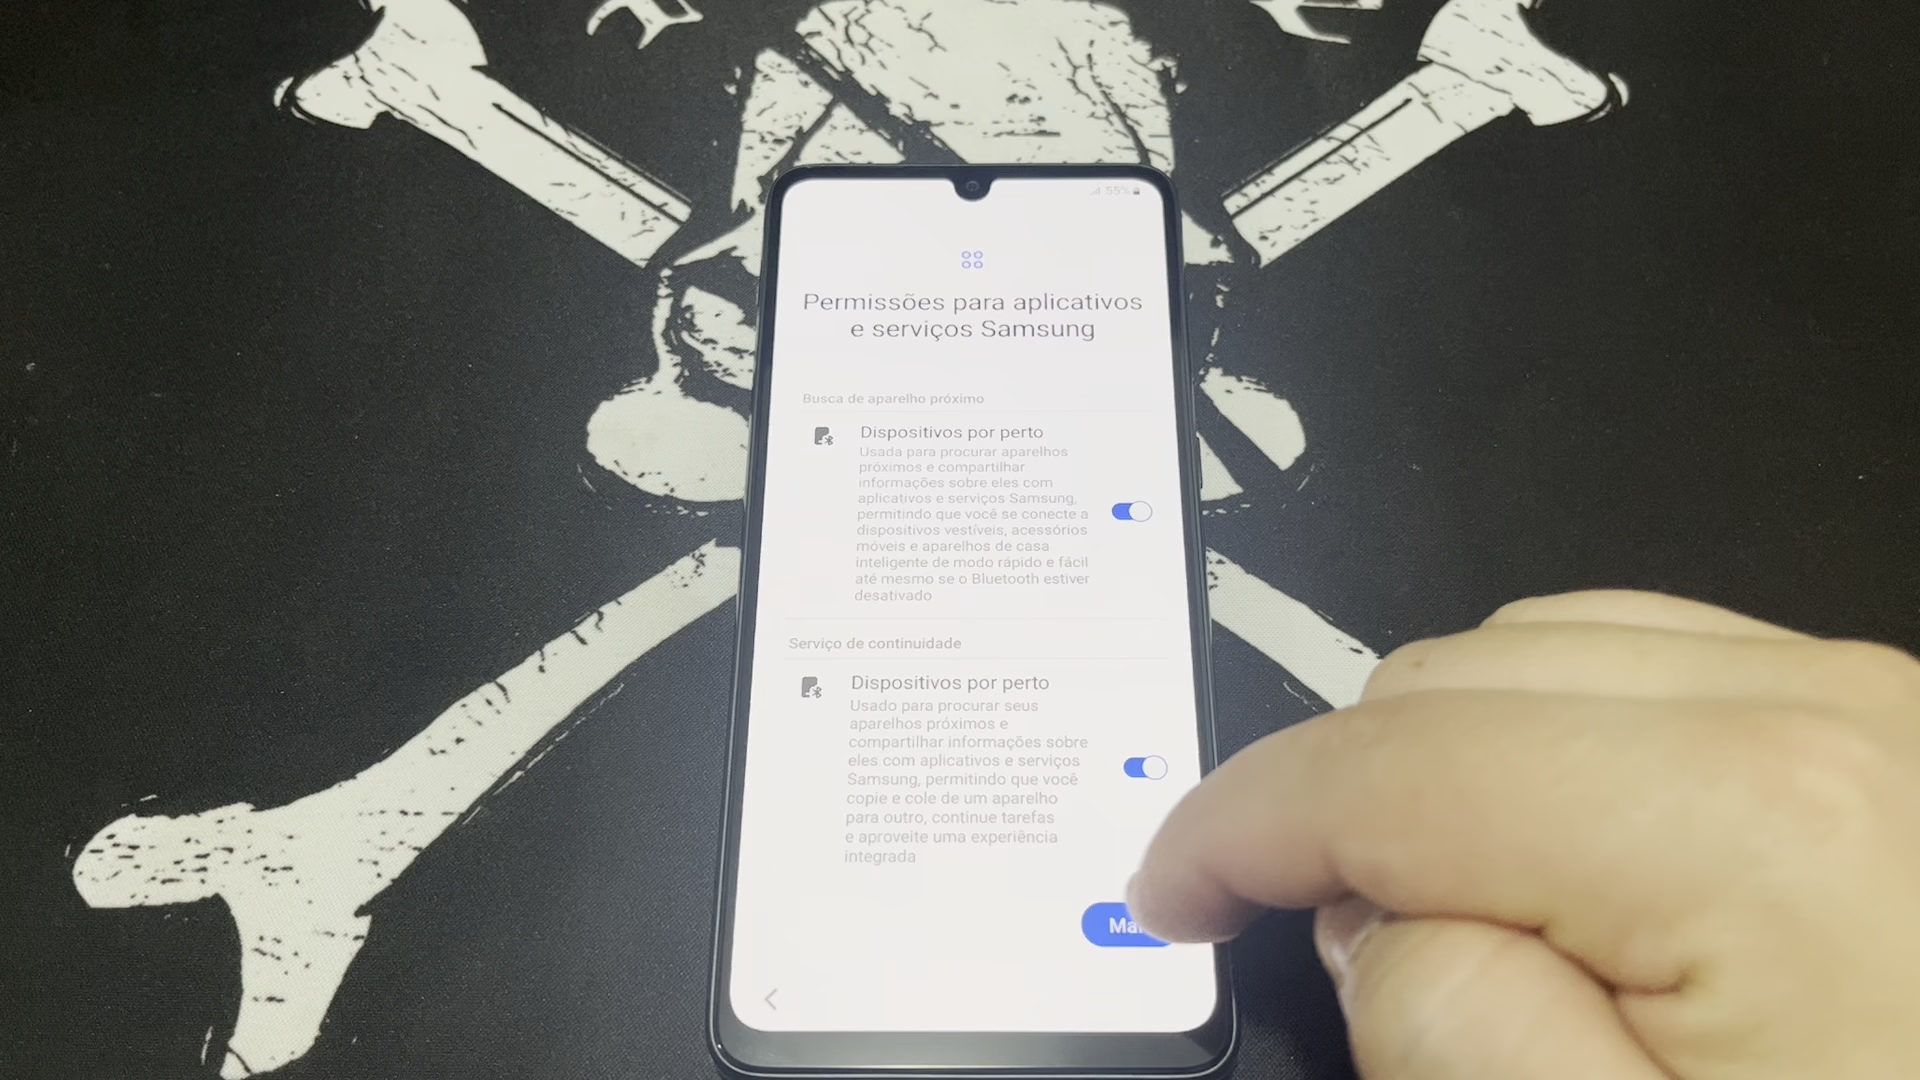 55%
Permissões para aplicativos
e serviços Samsung
Busca de aparelho próximo
Dispositivos por perto
Usada para procurar aparelhos
próximos e compartilhar
informações sobre eles com
aplicativos e serviços Samsung,
permitindo que você se conecte a
dispositivos vestíveis, acessórios
móveis e aparelhos de casa
inteligente de modo rápido e fácil
até mesmo se o Bluetooth estiver
desativado
Serviço de continuidade
Dispositivos por perto
Usado para procurar seus
aparelhos próximos e
compartilhar informações sobre
eles com aplicativos e serviços
Samsung, permitindo que você
copie e cole de um aparelho
para outro, continue tarefas
e aproveite uma experiência
integrada